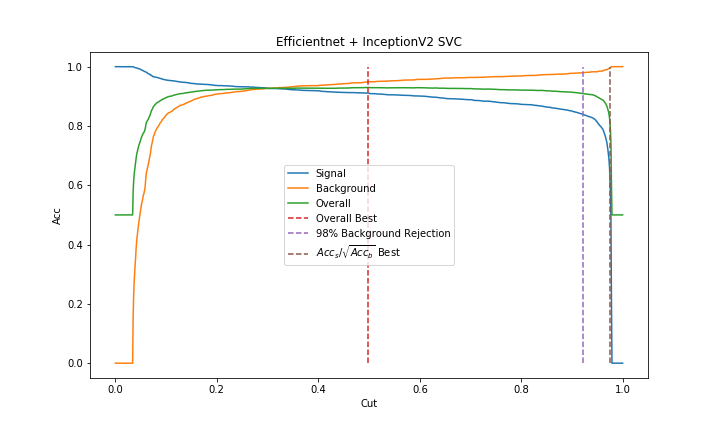 Efficientnet + InceptionV2 SVC
1.0
0.8
0.6
0.4
0.2
0.0
Acc
Signal
Background
Overall
Overall Best
98% Background Rejection
Acc_s/√Acc_b Best
0.0 0.2 0.4 0.6 0.8 1.0
Cut